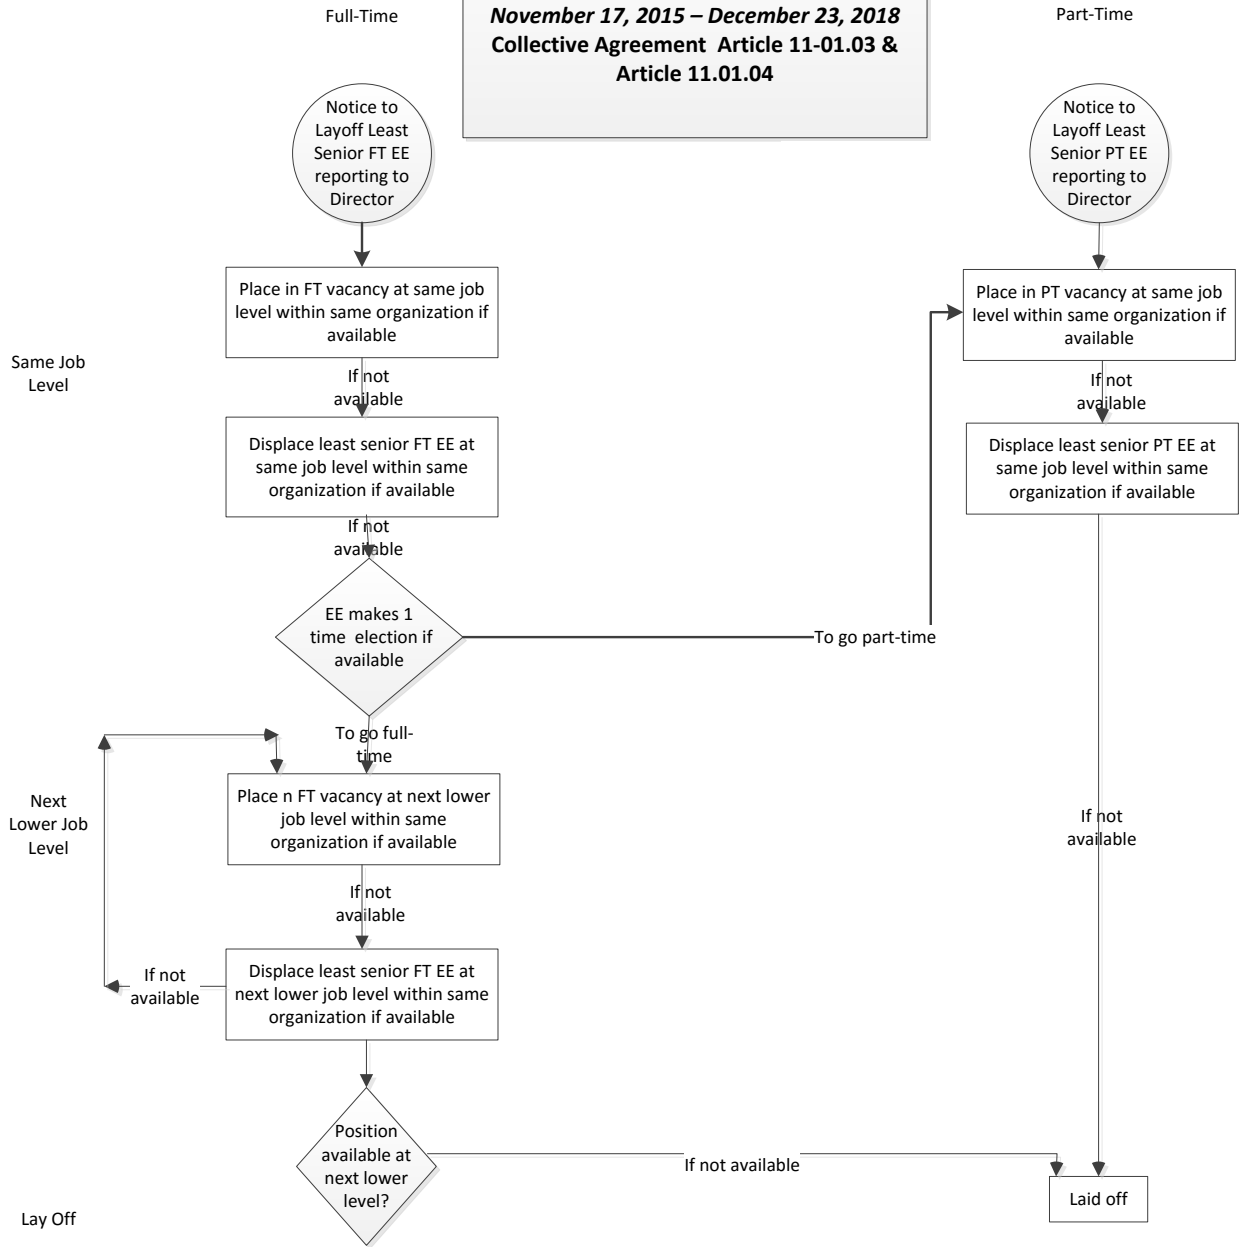 Full-Time
November 17, 2015 – December 23, 2018
Collective Agreement Article 11-01.03 &
Article 11.01.04
Part-Time
Notice to
Layoff Least
Senior FT EE
reporting to
Director
Notice to
Layoff Least
Senior PT EE
reporting to
Director
Place in FT vacancy at same job
level within same organization if
available
Place in PT vacancy at same job
level within same organization if
available
Same Job
Level
If not
available
If not
available
Displace least senior FT EE at
same job level within same
organization if available
Displace least senior PT EE at
same job level within same
organization if available
If not
available
EE makes 1
time election if
available
To go part-time
To go full-
time
Next
Lower Job
Level
Place n FT vacancy at next lower
job level within same
organization if available
If not
available
If not
available
If not
available
Displace least senior FT EE at
next lower job level within same
organization if available
Position
available at
next lower
level?
If not available
Laid off
Lay Off